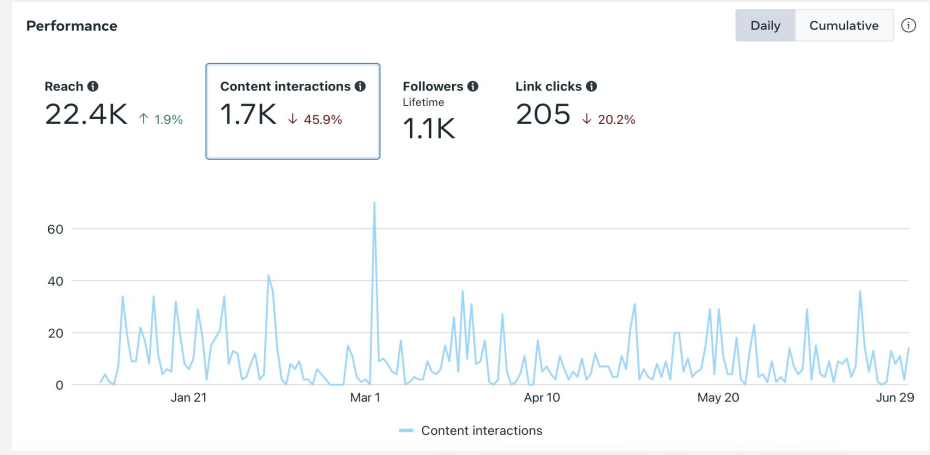 Performance
Daily Cumulative
Reach
22.4K ↑ 1.9%
Content interactions
1.7K ↓ 45.9%
Followers
Lifetime
1.1K
Link clicks
205 ↓ 20.2%
60
40
20
0
Jan 21 Mar 1 Apr 10 May 20 Jun 29
Content interactions